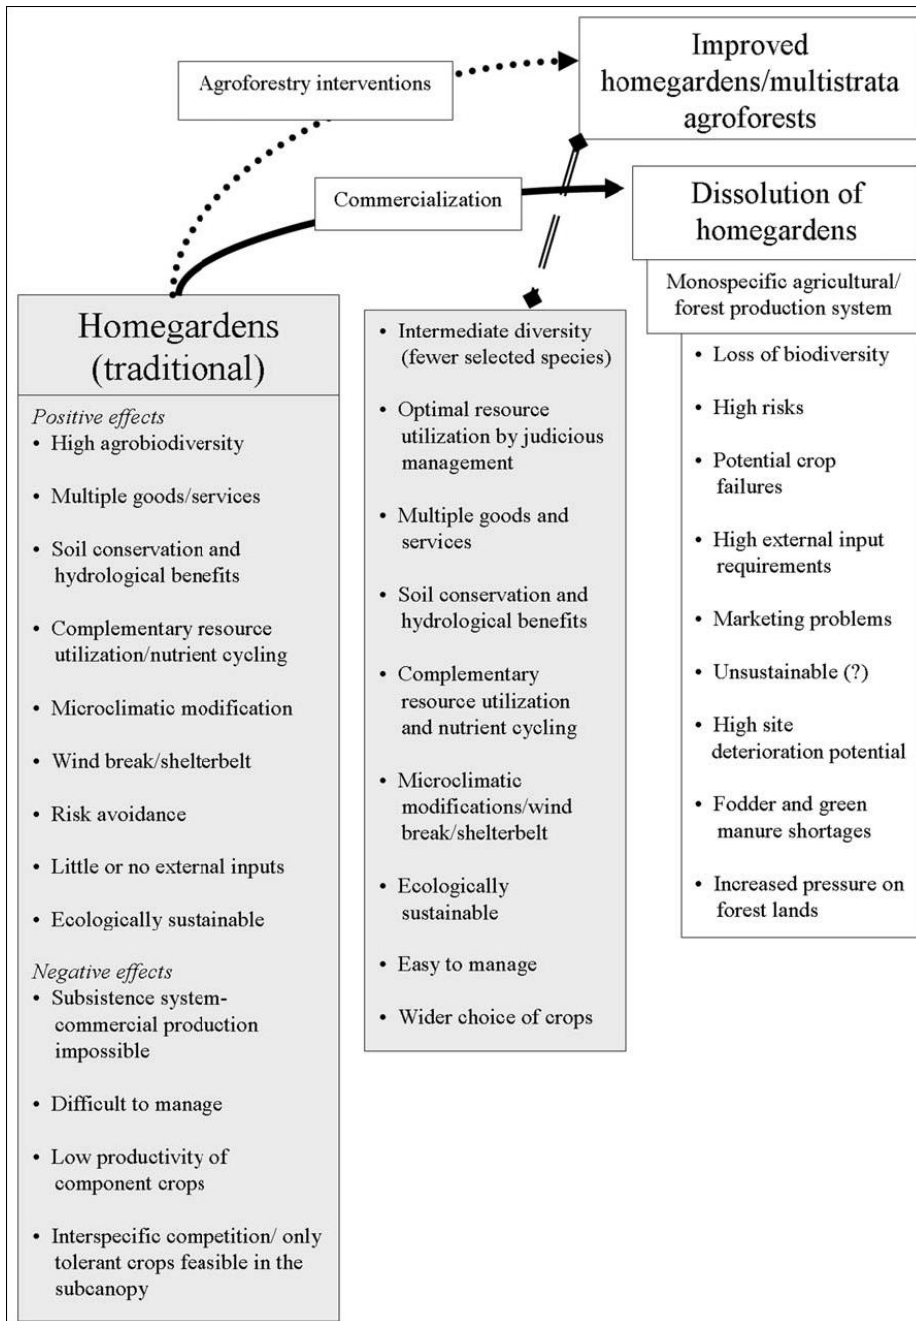 Agroforestry interventions
Improved
homegardens/multistrata
agroforests
Commercialization
Dissolution of
homegardens
Monospecific agricultural/
forest production system
• Loss of biodiversity
• High risks
• Potential crop
failures
• High external input
requirements
• Marketing problems
• Unsustainable (?)
• High site
deterioration potential
• Fodder and green
manure shortages
• Increased pressure on
forest lands
Homegardens
(traditional)
Positive effects
• High agrobiodiversity
• Multiple goods/services
• Soil conservation and
hydrological benefits
• Complementary resource
utilization/nutrient cycling
• Microclimatic modification
• Wind break/shelterbelt
• Risk avoidance
• Little or no external inputs
• Ecologically sustainable
Negative effects
• Subsistence system-
commercial production
impossible
• Difficult to manage
• Low productivity of
component crops
• Interspecific competition/ only
tolerant crops feasible in the
subcanopy
• Intermediate diversity
(fewer selected species)
• Optimal resource
utilization by judicious
management
• Multiple goods and
services
• Soil conservation and
hydrological benefits
• Complementary
resource utilization
and nutrient cycling
• Microclimatic
modifications/wind
break/shelterbelt
• Ecologically
sustainable
• Easy to manage
• Wider choice of crops